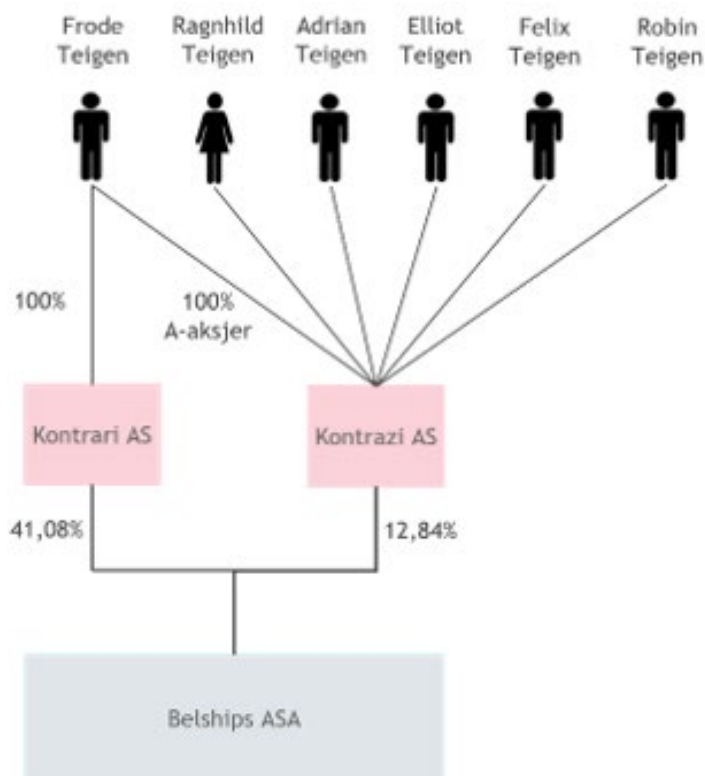 Frode
Teigen
Ragnhild
Teigen
Adrian
Teigen
Elliot
Teigen
Felix
Teigen
Robin
Teigen
100%
100%
A-aksjer
Kontrari AS
Kontrazi AS
41,08%
12,84%
Belships ASA